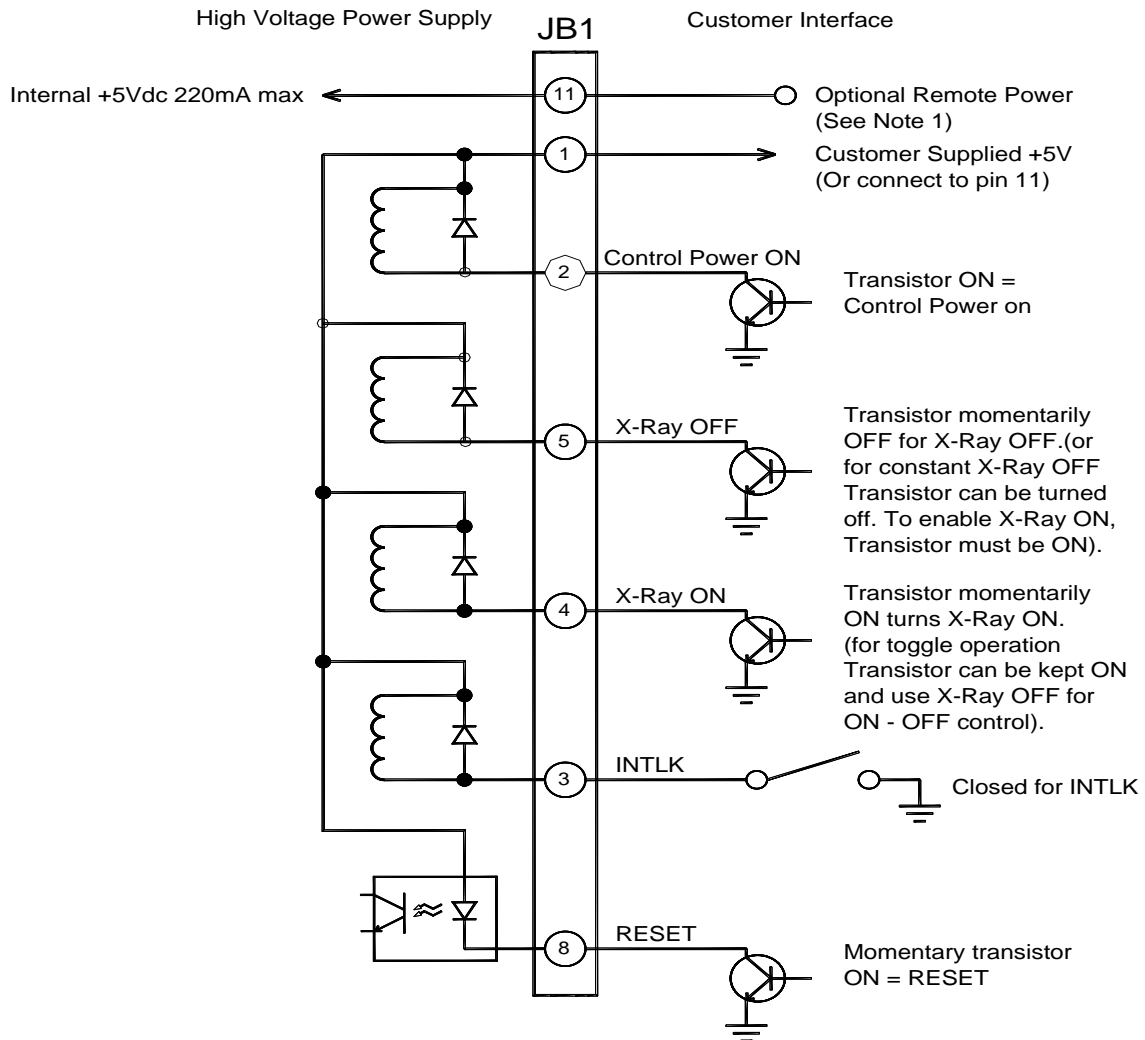 High Voltage Power Supply
JB1
Customer Interface
Internal +5Vdc 220mA max
11
Optional Remote Power
(See Note 1)
1
Customer Supplied +5V
(Or connect to pin 11)
2
Control Power ON
Transistor ON =
Control Power on
5
X-Ray OFF
Transistor momentarily
OFF for X-Ray OFF.(or
for constant X-Ray OFF
Transistor can be turned
off. To enable X-Ray ON,
Transistor must be ON).
4
X-Ray ON
Transistor momentarily
ON turns X-Ray ON.
(for toggle operation
Transistor can be kept ON
and use X-Ray OFF for
ON - OFF control).
3
INTLK
Closed for INTLK
8
RESET
Momentary transistor
ON = RESET